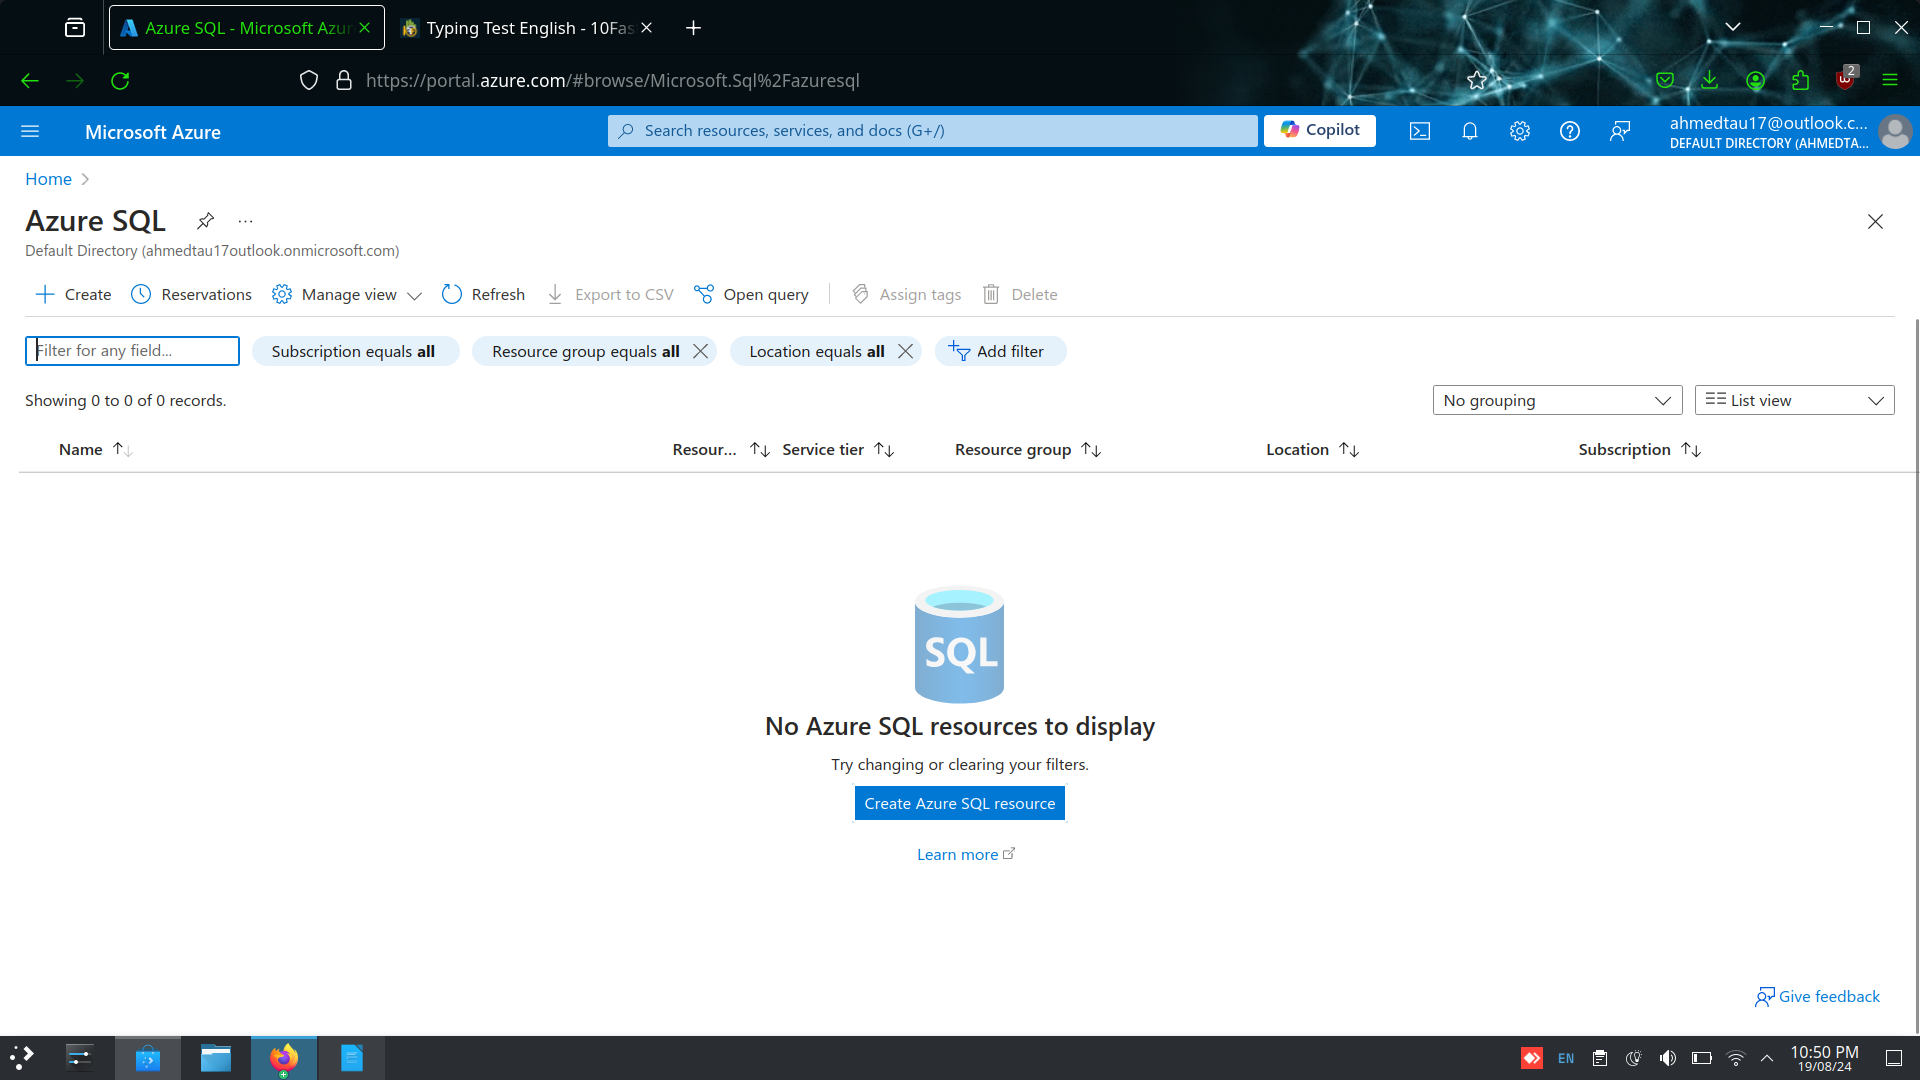 Azure SQL - Microsoft Azur
Typing Test English - 10Fas
https://portal.azure.com/#browse/Microsoft.Sql%2Fazuresql
2
Microsoft Azure
Search resources, services, and docs (G+/)
Copilot
ahmedtau17@outlook.c...
DEFAULT DIRECTORY (AHMEDTA...
Home
Azure SQL
...
Default Directory (ahmedtau17outlook.onmicrosoft.com)
Create
Reservations
Manage view
Refresh
Export to CSV
Open query
Assign tags
Delete
Filter for any field...
Subscription equals all
Resource group equals all
Location equals all
Add filter
Showing 0 to 0 of 0 records.
No grouping
List view
Name
Resour...
Service tier
Resource group
Location
Subscription
SQL
No Azure SQL resources to display
Try changing or clearing your filters.
Create Azure SQL resource
Learn more
Give feedback
EN
10:50 PM
19/08/24